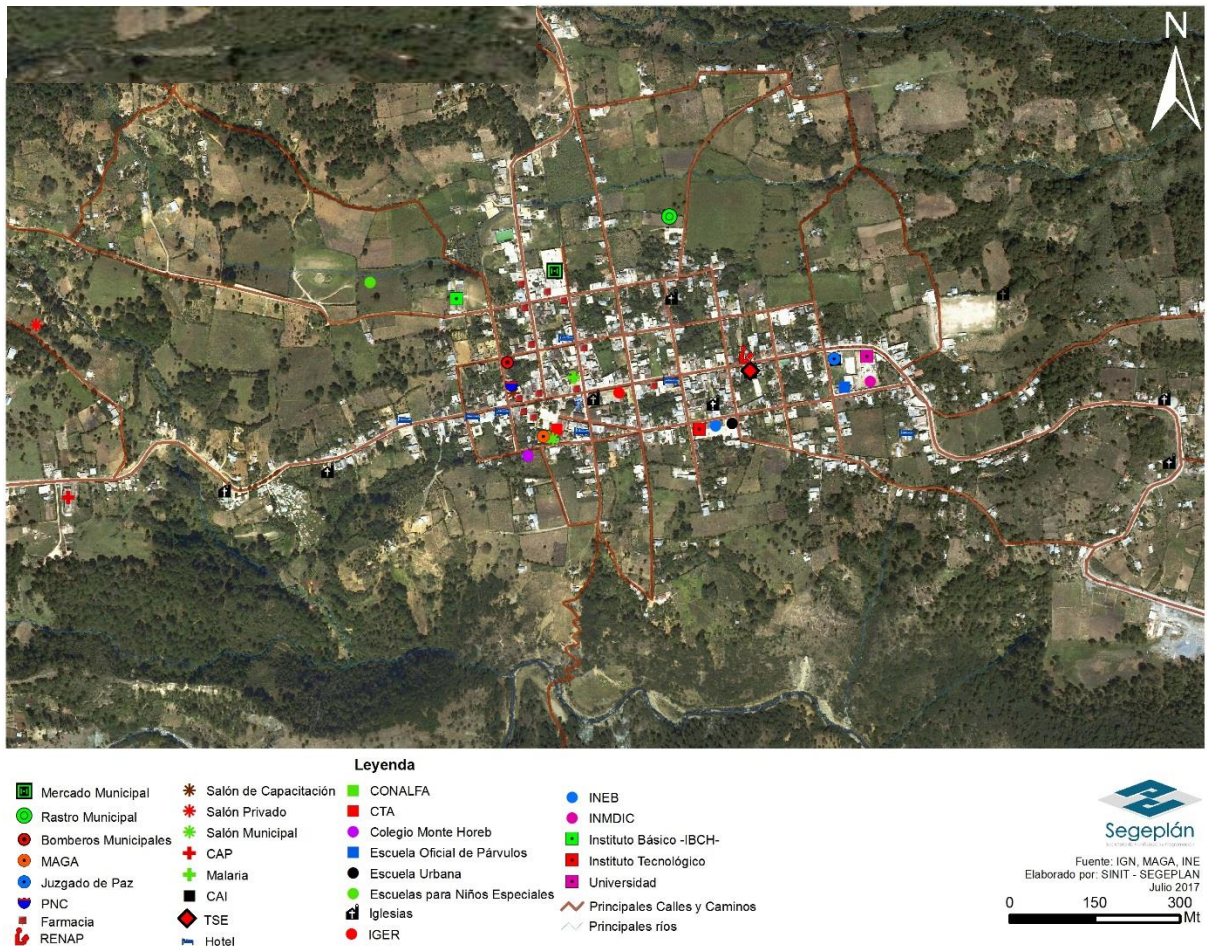 N
Leyenda
Mercado Municipal
Rastro Municipal
Bomberos Municipales
MAGA
Juzgado de Paz
PNC
Farmacia
RENAP
Salón de Capacitación
Salón Privado
Salón Municipal
CAP
Malaria
CAI
TSE
Hotel
CONALFA
CTA
Colegio Monte Horeb
Escuela Oficial de Párvulos
Escuela Urbana
Escuelas para Niños Especiales
Iglesias
IGER
INEB
INMDIC
Instituto Básico -IBCH-
Instituto Tecnológico
Universidad
Principales Calles y Caminos
Principales ríos
Segeplán
Fuente: IGN, MAGA, INE
Elaborado por: SINIT - SEGEPLAN
Julio 2017
0 150 300
Mt